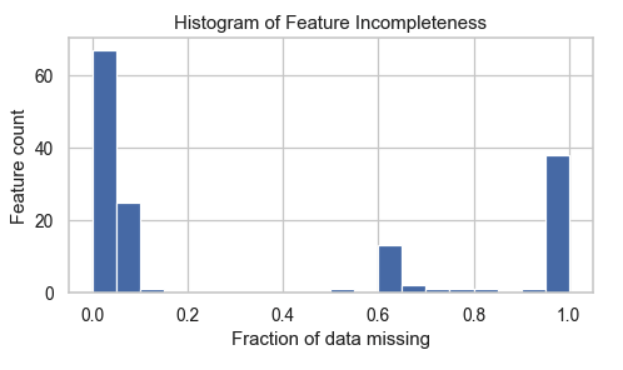 Histogram of Feature Incompleteness
Feature count
60
40
20
0
0.0 0.2 0.4 0.6 0.8 1.0
Fraction of data missing